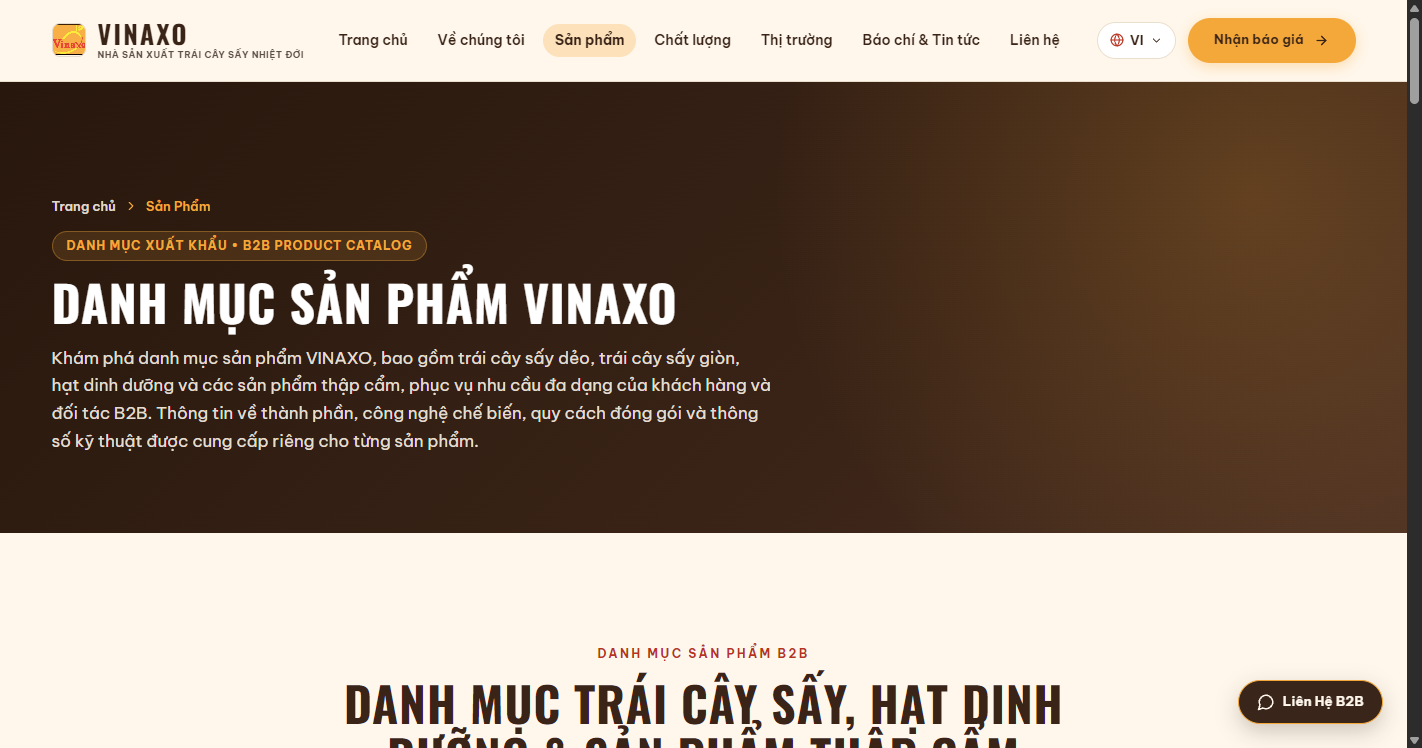 Vinaxo
VINAXO
NHÀ SẢN XUẤT TRÁI CÂY SẤY NHIỆT ĐỚI
Trang chủ
Về chúng tôi
Sản phẩm
Chất lượng
Thị trường
Báo chí & Tin tức
Liên hệ
VI
Nhận báo giá
Trang chủ > Sản Phẩm
DANH MỤC XUẤT KHẨU • B2B PRODUCT CATALOG
DANH MỤC SẢN PHẨM VINAXO
Khám phá danh mục sản phẩm VINAXO, bao gồm trái cây sấy dẻo, trái cây sấy giòn,
hạt dinh dưỡng và các sản phẩm thập cẩm, phục vụ nhu cầu đa dạng của khách hàng và
đối tác B2B. Thông tin về thành phần, công nghệ chế biến, quy cách đóng gói và thông
số kỹ thuật được cung cấp riêng cho từng sản phẩm.
DANH MỤC SẢN PHẨM B2B
DANH MỤC TRÁI CÂY SẤY, HẠT DINH
DƯỠNG & SẢN PHẨM THẬP CẨM
Liên Hệ B2B